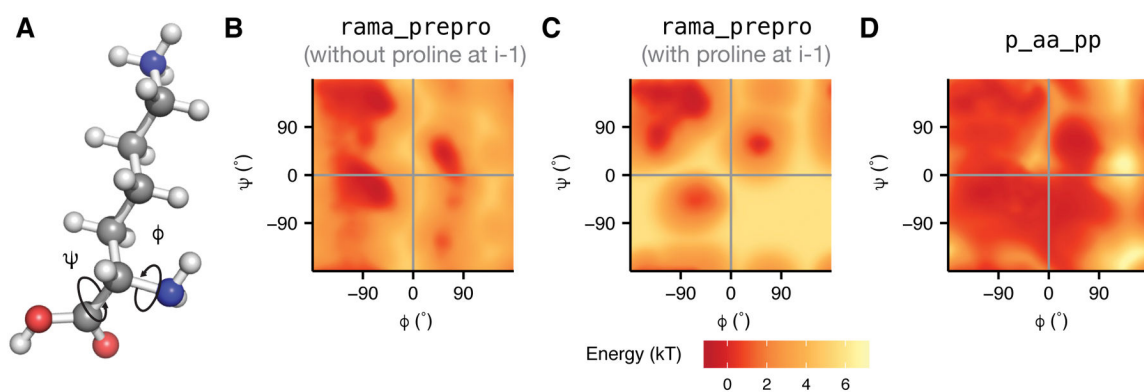 A
ψ
φ
B
rama_prepro
(without proline at i-1)
90
0
−90
ψ (°)
−90 0 90
ϕ (°)
C
rama_prepro
(with proline at i-1)
90
0
−90
ψ (°)
−90 0 90
ϕ (°)
D
p_aa_pp
90
0
−90
ψ (°)
−90 0 90
ϕ (°)
Energy (kT)
0 2 4 6